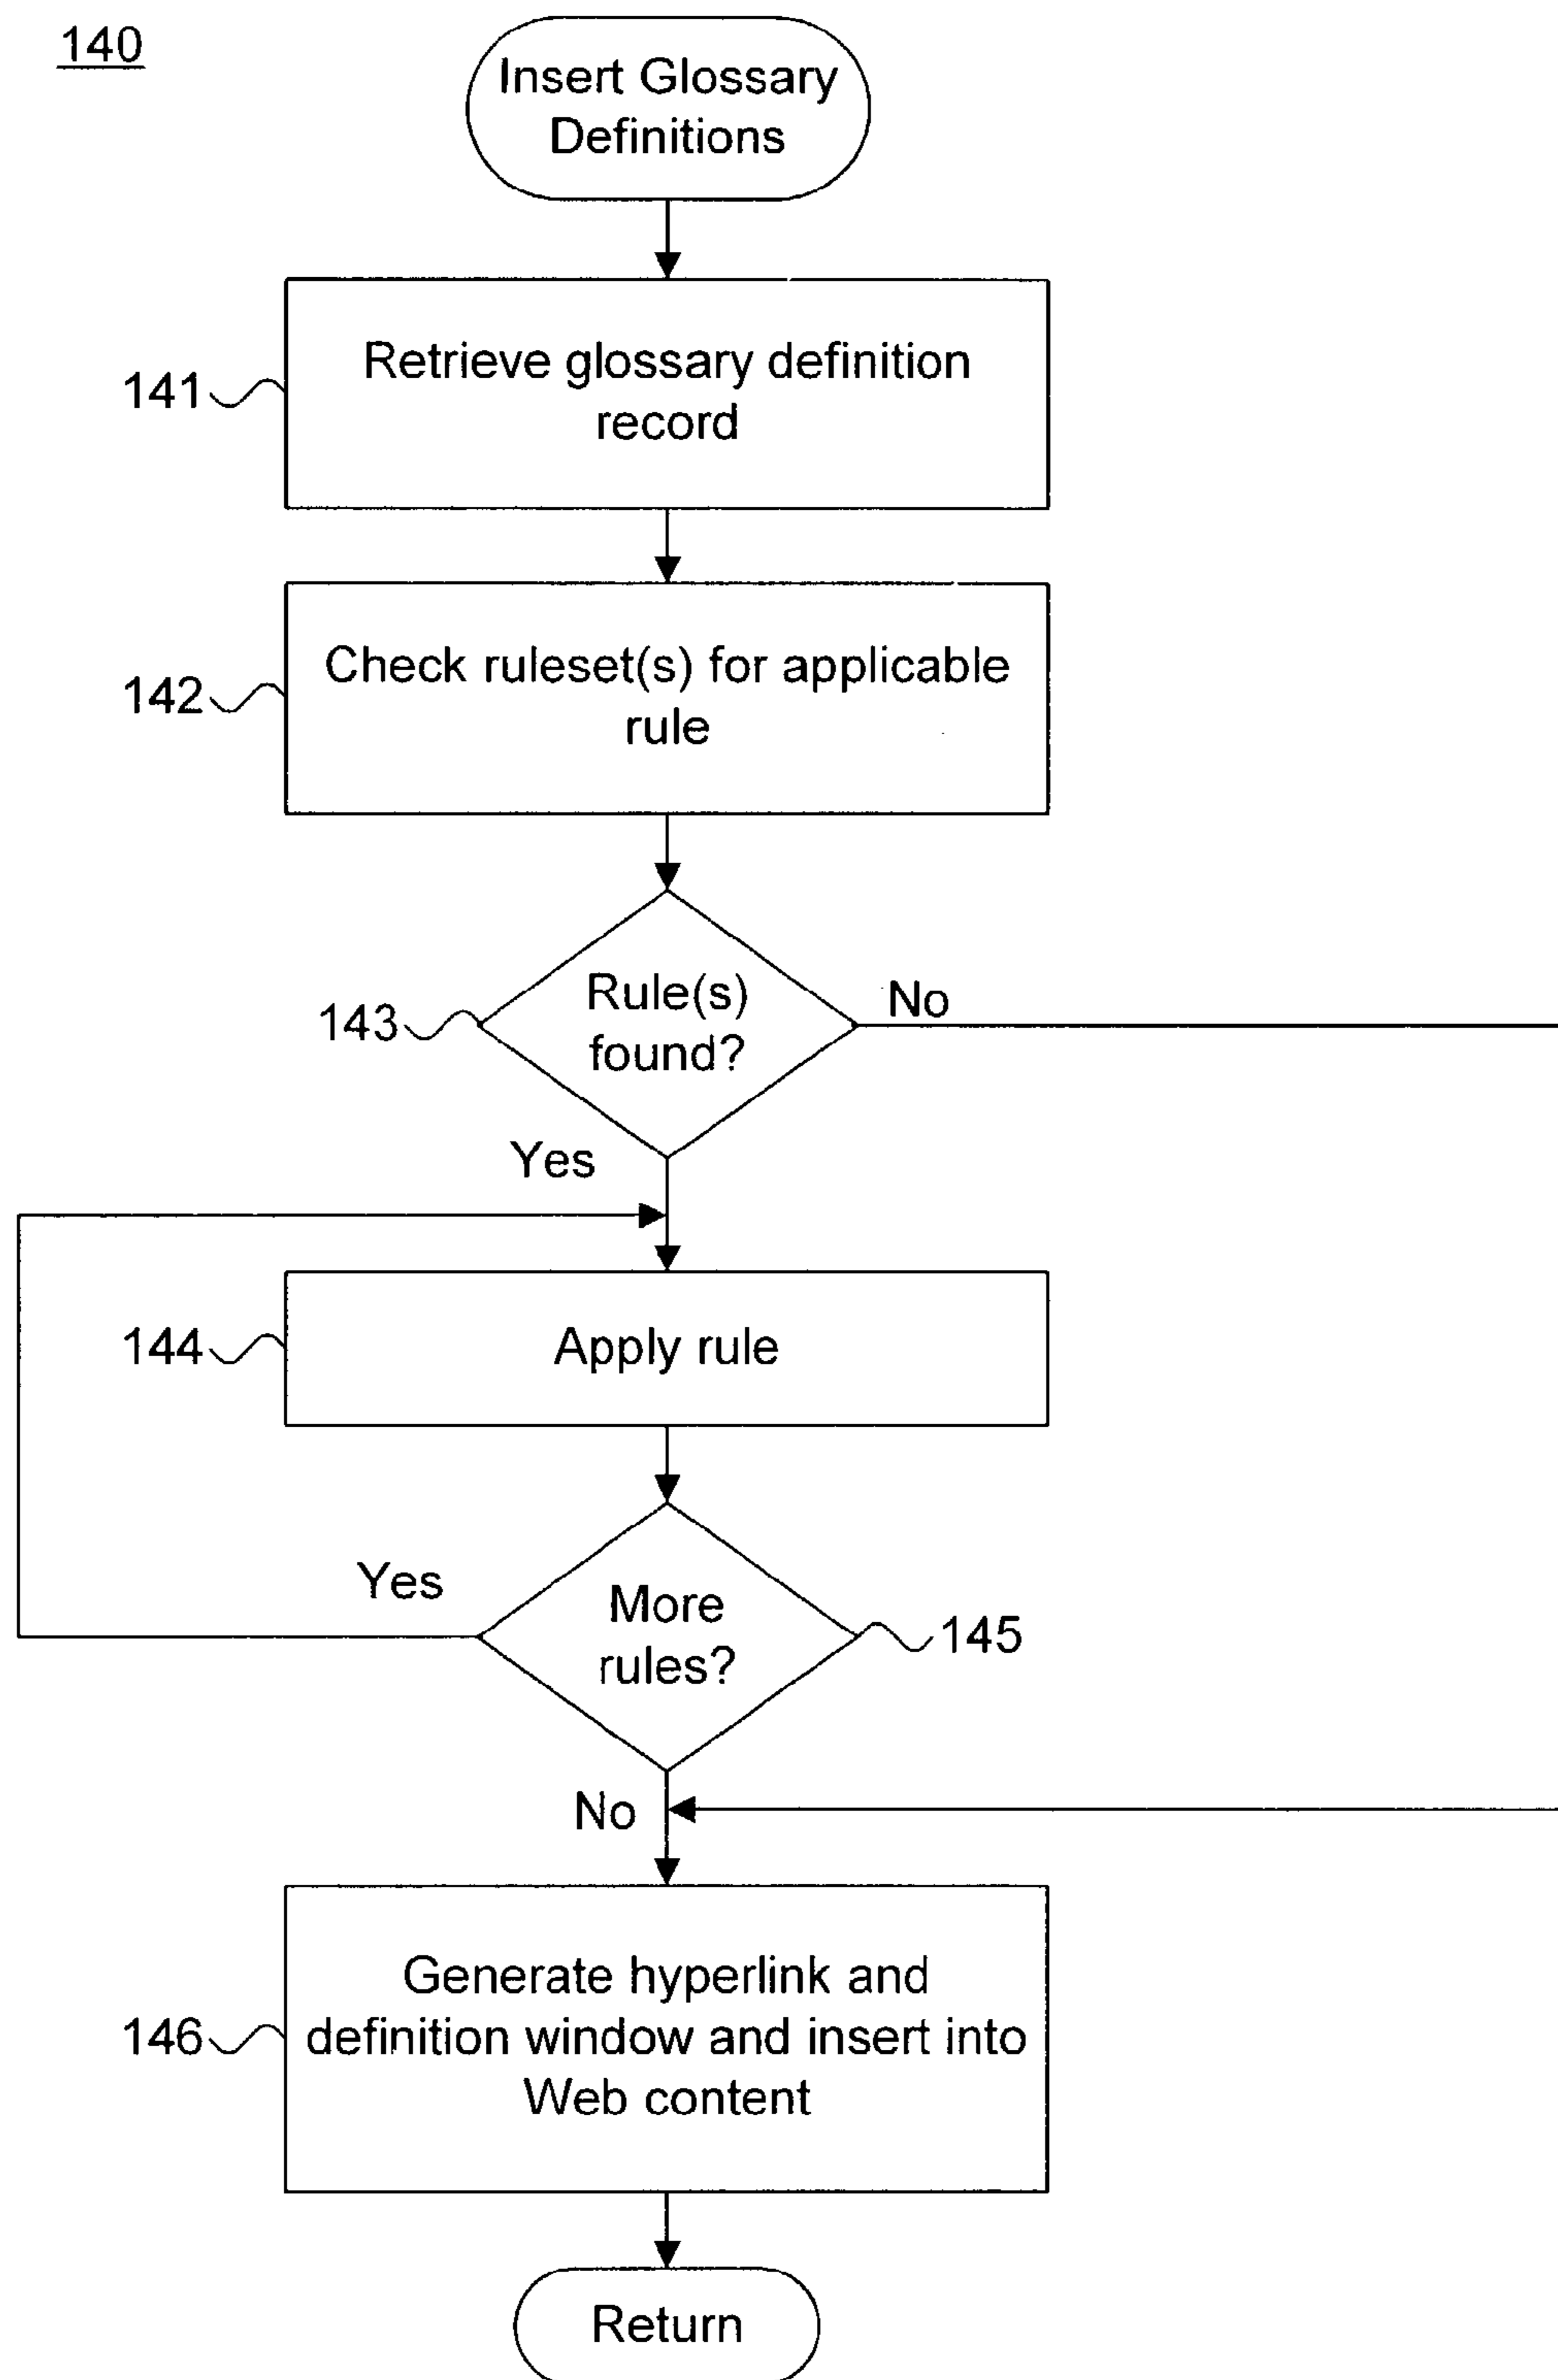 140
Insert Glossary
Definitions
Retrieve glossary definition
record
141
Check ruleset(s) for applicable
rule
142
Rule(s)
found?
143
No
Yes
Apply rule
144
Yes
More
rules?
145
No
Generate hyperlink and
definition window and insert into
Web content
146
Return